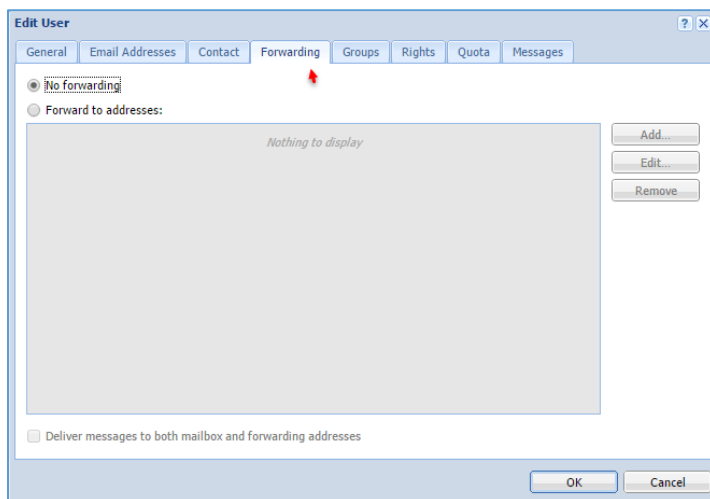 Edit User
?
General Email Addresses Contact Forwarding Groups Rights Quota Messages
No forwarding
Forward to addresses:
Nothing to display
Add...
Edit...
Remove
Deliver messages to both mailbox and forwarding addresses
OK Cancel